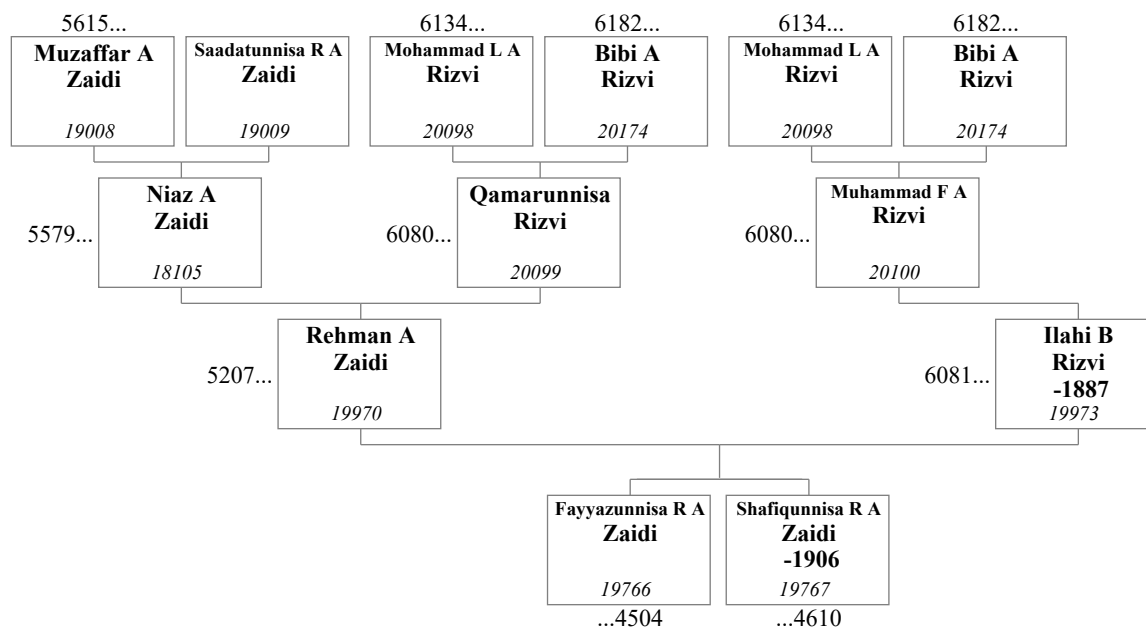 5615...
6134...
6182...
6134...
6182...
Muzaffar A
Zaidi
19008
Saadatunnisa R A
Zaidi
19009
Mohammad L A
Rizvi
20098
Bibi A
Rizvi
20174
Mohammad L A
Rizvi
20098
Bibi A
Rizvi
20174
5579...
Niaz A
Zaidi
18105
6080...
Qamarunnisa
Rizvi
20099
6080...
Muhammad F A
Rizvi
20100
5207...
Rehman A
Zaidi
19970
6081...
Ilahi B
Rizvi
-1887
19973
Fayyazunnisa R A
Zaidi
19766
...4504
Shafiqunnisa R A
Zaidi
-1906
19767
...4610